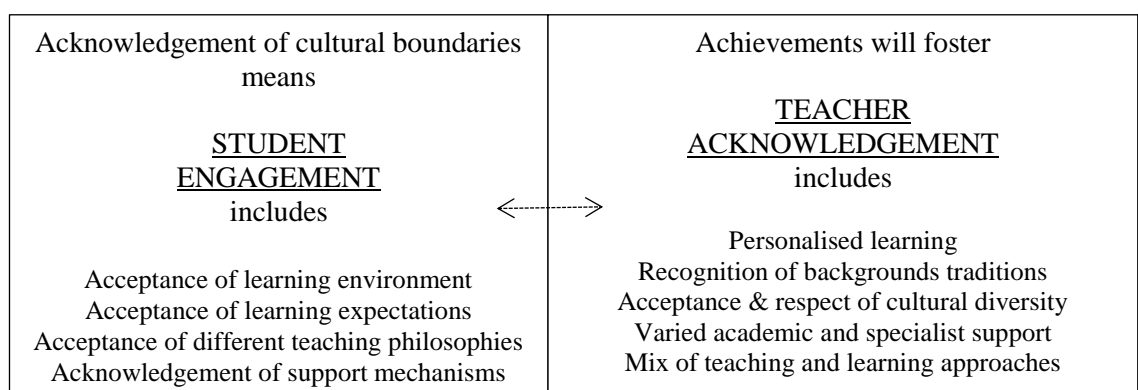 Acknowledgement of cultural boundaries
means
STUDENT
ENGAGEMENT
includes
Acceptance of learning environment
Acceptance of learning expectations
Acceptance of different teaching philosophies
Acknowledgement of support mechanisms
Achievements will foster
TEACHER
ACKNOWLEDGEMENT
includes
Personalised learning
Recognition of backgrounds traditions
Acceptance & respect of cultural diversity
Varied academic and specialist support
Mix of teaching and learning approaches